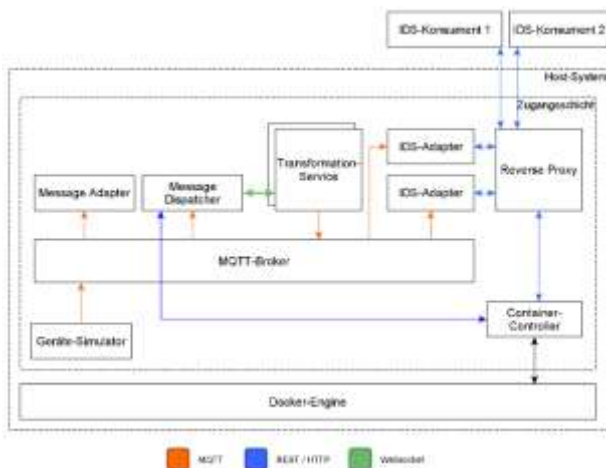 IDS-Konsument 1
IDS-Konsument 2
Host-System
Zugangsschicht
Transformation-
Service
IDS-Adapter
Reverse Proxy
Message Adapter
Message
Dispatcher
IDS-Adapter
MQTT-Broker
Container-
Controller
Geräte-Simulator
Docker-Engine
MQTT
REST / HTTP
Websocket